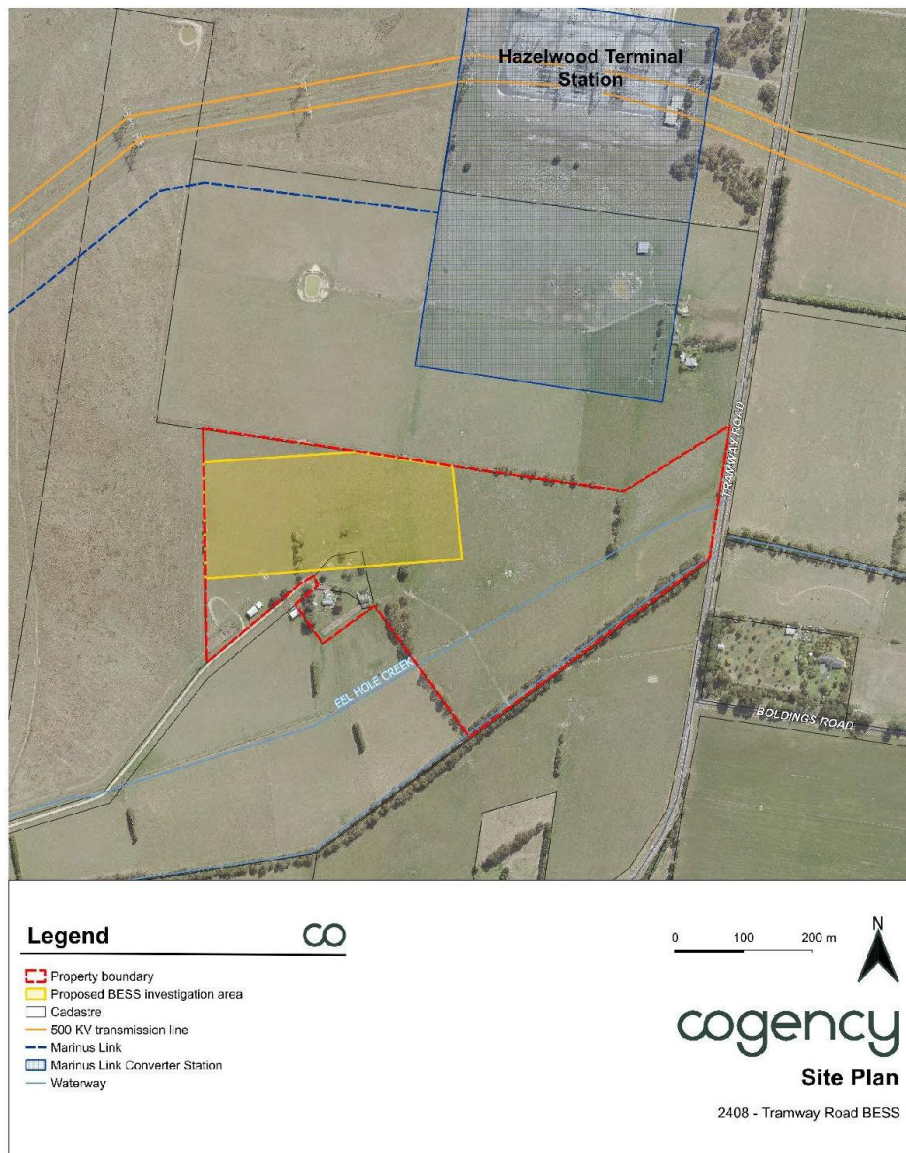 Hazelwood Terminal
Station
TRAMWAY ROAD
EEL HOLE CREEK
BOLDINGS ROAD
Legend
CO
Property boundary
Proposed BESS investigation area
Cadastre
500 KV transmission line
Marinus Link
Marinus Link Converter Station
Waterway
0 100 200 m
N
cogency
Site Plan
2408 - Tramway Road BESS